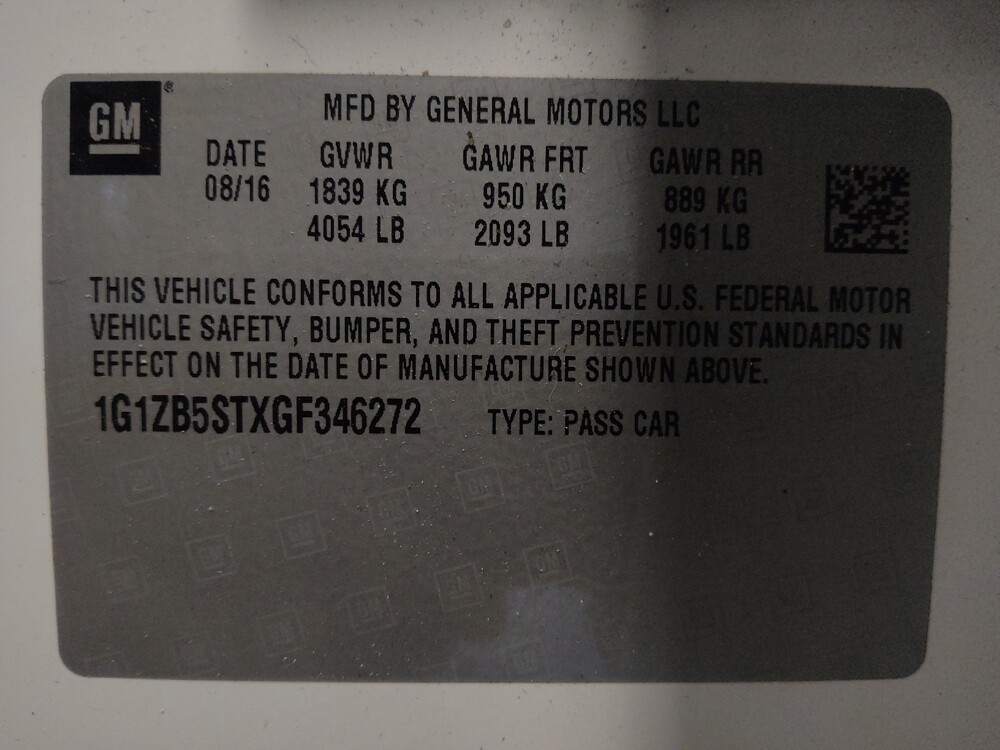 GM®
MFD BY GENERAL MOTORS LLC
DATE GVWR GAWR FRT GAWR RR
08/16 1839 KG 950 KG 889 KG
4054 LB 2093 LB 1961 LB
THIS VEHICLE CONFORMS TO ALL APPLICABLE U.S. FEDERAL MOTOR
VEHICLE SAFETY, BUMPER, AND THEFT PREVENTION STANDARDS IN
EFFECT ON THE DATE OF MANUFACTURE SHOWN ABOVE.
1G1ZB5STXGF346272 TYPE: PASS CAR